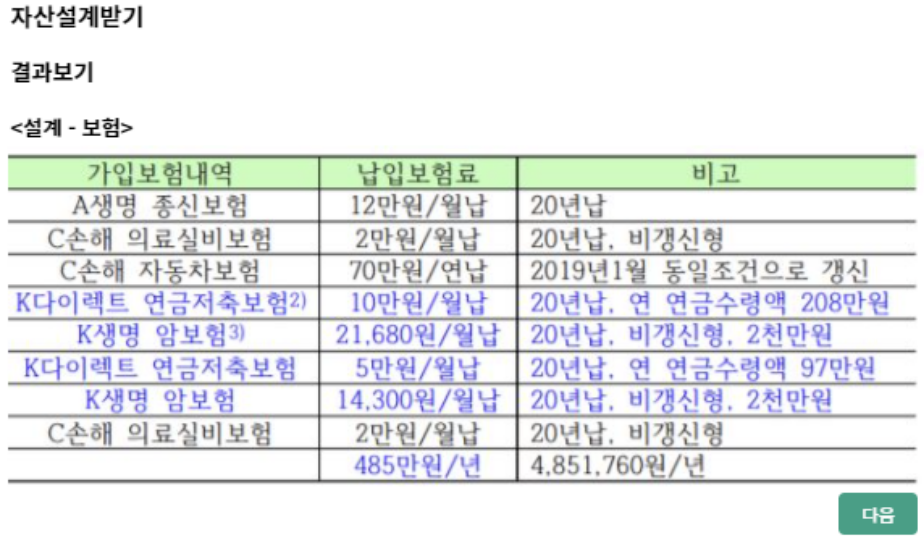 자산설계받기
결과보기
<설계 - 보험>
가입보험내역 납입보험료 비고
A생명 종신보험 12만원/월납 20년납
C손해 의료실비보험 2만원/월납 20년납, 비갱신형
C손해 자동차보험 70만원/연납 2019년1월 동일조건으로 갱신
K다이렉트 연금저축보험2) 10만원/월납 20년납, 연 연금수령액 208만원
K생명 암보험3) 21,680원/월납 20년납, 비갱신형, 2천만원
K다이렉트 연금저축보험 5만원/월납 20년납, 연 연금수령액 97만원
K생명 암보험 14,300원/월납 20년납, 비갱신형, 2천만원
C손해 의료실비보험 2만원/월납 20년납, 비갱신형
485만원/년 4,851,760원/년
다음